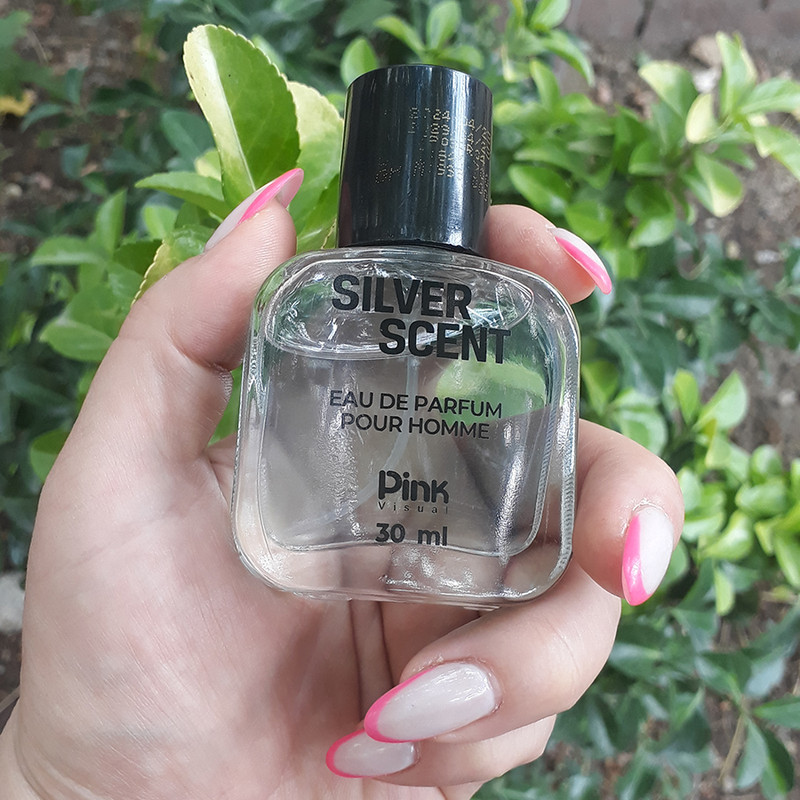 SILVER
SCENT
EAU DE PARFUM
POUR HOMME
Pink
Visual
30 ml